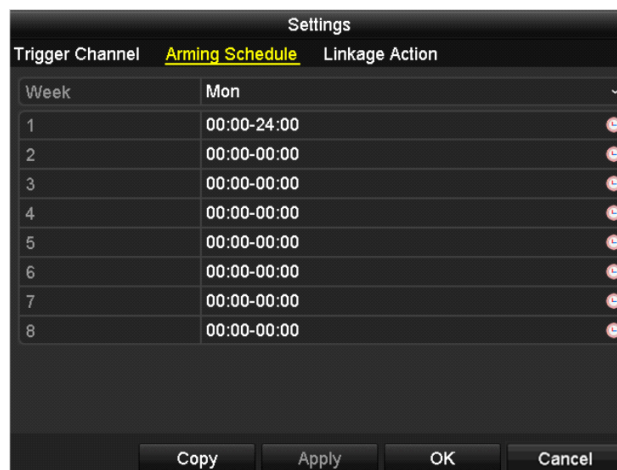 Settings
Trigger Channel Arming Schedule Linkage Action
Week Mon
1 00:00-24:00
2 00:00-00:00
3 00:00-00:00
4 00:00-00:00
5 00:00-00:00
6 00:00-00:00
7 00:00-00:00
8 00:00-00:00
Copy Apply OK Cancel